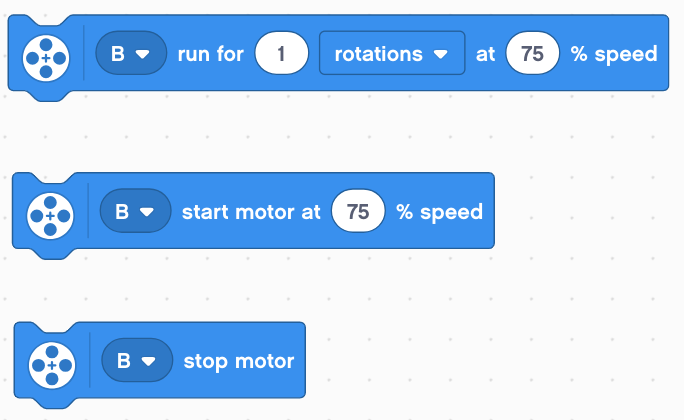 B run for 1 rotations at 75 % speed
B start motor at 75 % speed
B stop motor